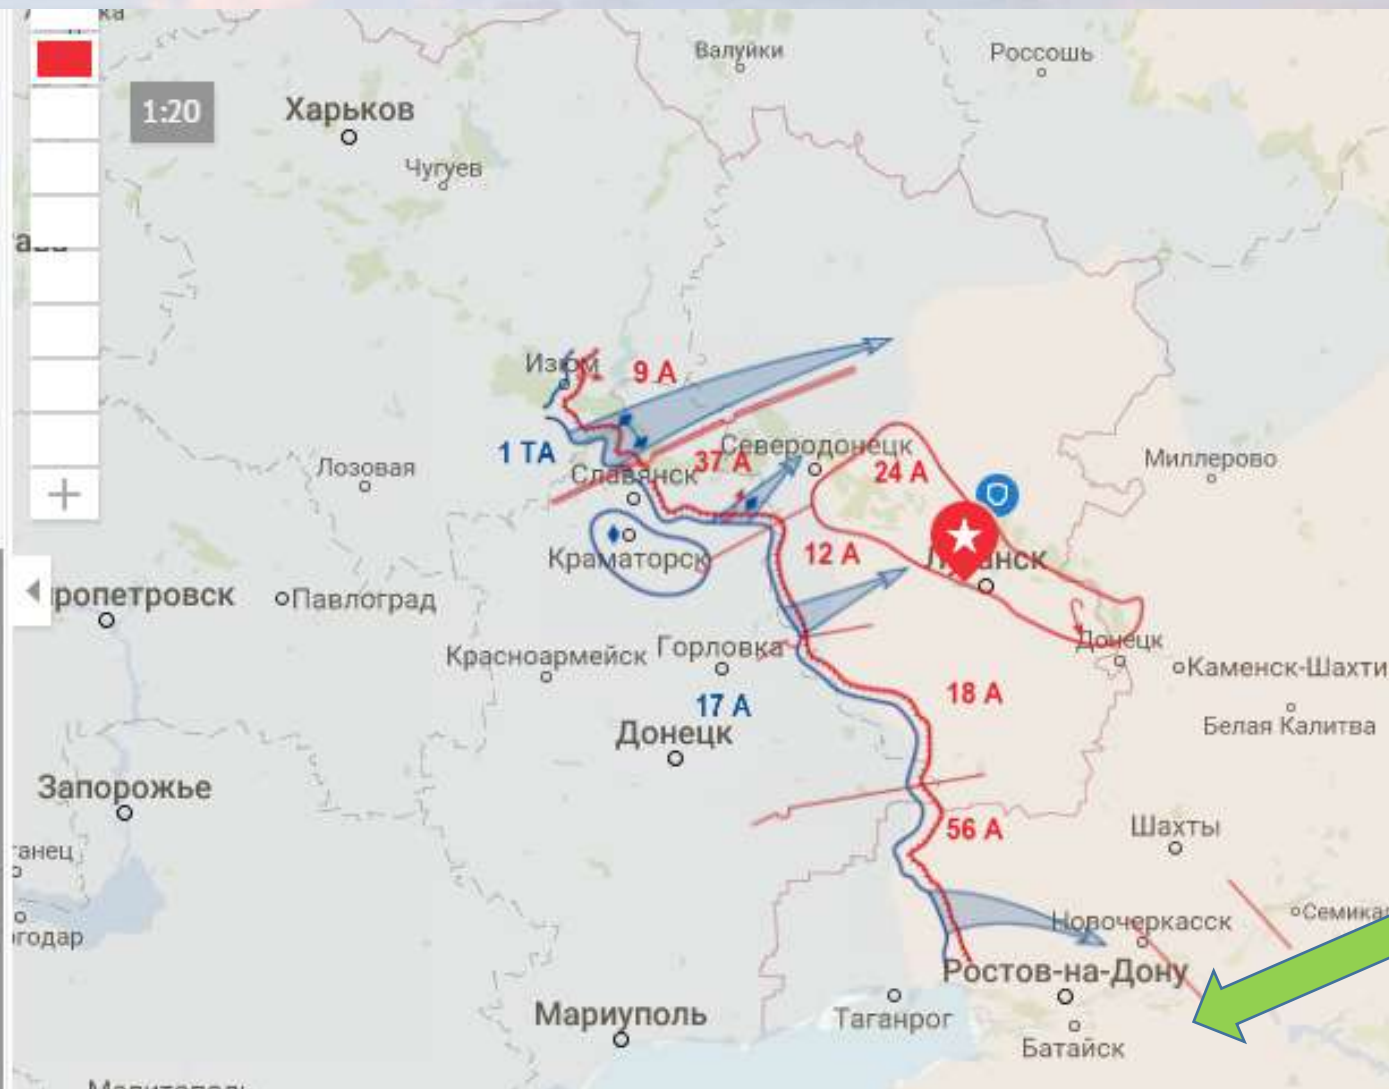 Валуйки
Россошь
1:20
Харьков
Чугуев
Изюм
9 А
1 ТА
Северодонецк
37 А
24 А
Лозовая
Славянск
Миллерово
Краматорск
12 А
Луганск
Павлоград
Красноармейск
Горловка
Донецк
Каменск-Шахти
17 А
18 А
Донецк
Белая Калитва
Запорожье
56 А
Шахты
Новочеркасск
Ростов-на-Дону
Мариуполь
Таганрог
Батайск